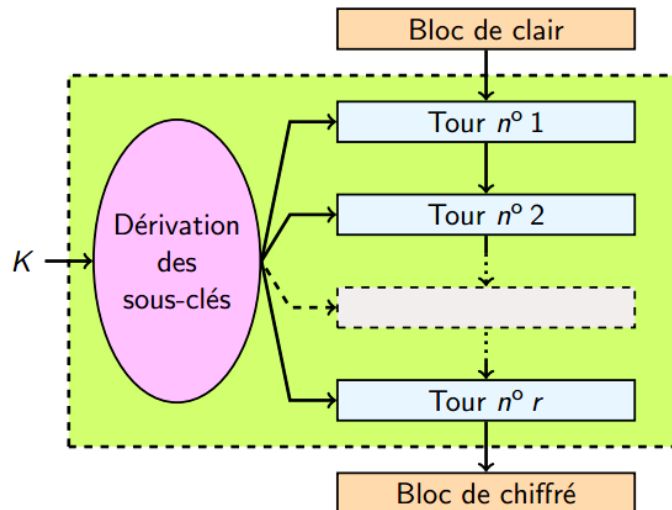 Bloc de clair
Tour nº 1
Tour nº 2
K
Dérivation
des
sous-clés
Tour nº r
Bloc de chiffré